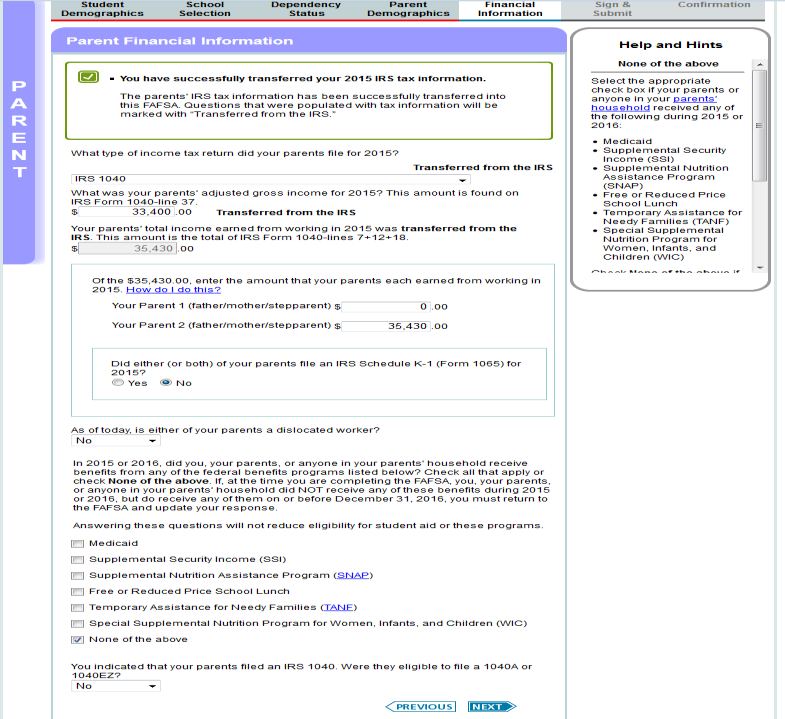 Student Demographics
School Selection
Dependency Status
Parent Demographics
Financial Information
Sign & Submit
Confirmation
PARENT
Parent Financial Information
You have successfully transferred your 2015 IRS tax information.
The parents' IRS tax information has been successfully transferred into
this FAFSA. Questions that were populated with tax information will be
marked with "Transferred from the IRS."
What type of income tax return did your parents file for 2015?
Transferred from the IRS
IRS 1040
What was your parents' adjusted gross income for 2015? This amount is found on
IRS Form 1040-line 37.
$ 33,400 .00 Transferred from the IRS
Your parents' total income earned from working in 2015 was transferred from the
IRS. This amount is the total of IRS Form 1040-lines 7+12+18.
$ 35,430 .00
Of the $35,430.00, enter the amount that your parents each earned from working in
2015. How do I do this?
Your Parent 1 (father/mother/stepparent) $ 0 .00
Your Parent 2 (father/mother/stepparent) $ 35,430 .00
Did either (or both) of your parents file an IRS Schedule K-1 (Form 1065) for
2015?
Yes No
As of today, is either of your parents a dislocated worker?
No
In 2015 or 2016, did you, your parents, or anyone in your parents' household receive
benefits from any of the federal benefits programs listed below? Check all that apply or
check None of the above. If, at the time you are completing the FAFSA, you, your parents,
or anyone in your parents' household did NOT receive any of these benefits during 2015
or 2016, but do receive any of them on or before December 31, 2016, you must return to
the FAFSA and update your response.
Answering these questions will not reduce eligibility for student aid or these programs.
Medicaid
Supplemental Security Income (SSI)
Supplemental Nutrition Assistance Program (SNAP)
Free or Reduced Price School Lunch
Temporary Assistance for Needy Families (TANF)
Special Supplemental Nutrition Program for Women, Infants, and Children (WIC)
None of the above
You indicated that your parents filed an IRS 1040. Were they eligible to file a 1040A or
1040EZ?
No
PREVIOUS NEXT
Help and Hints
None of the above
Select the appropriate
check box if your parents or
anyone in your parents'
household received any of
the following during 2015 or
2016:
Medicaid
Supplemental Security
Income (SSI)
Supplemental Nutrition
Assistance Program
(SNAP)
Free or Reduced Price
School Lunch
Temporary Assistance for
Needy Families (TANF)
Special Supplemental
Nutrition Program for
Women, Infants, and
Children (WIC)
Check None of the above if